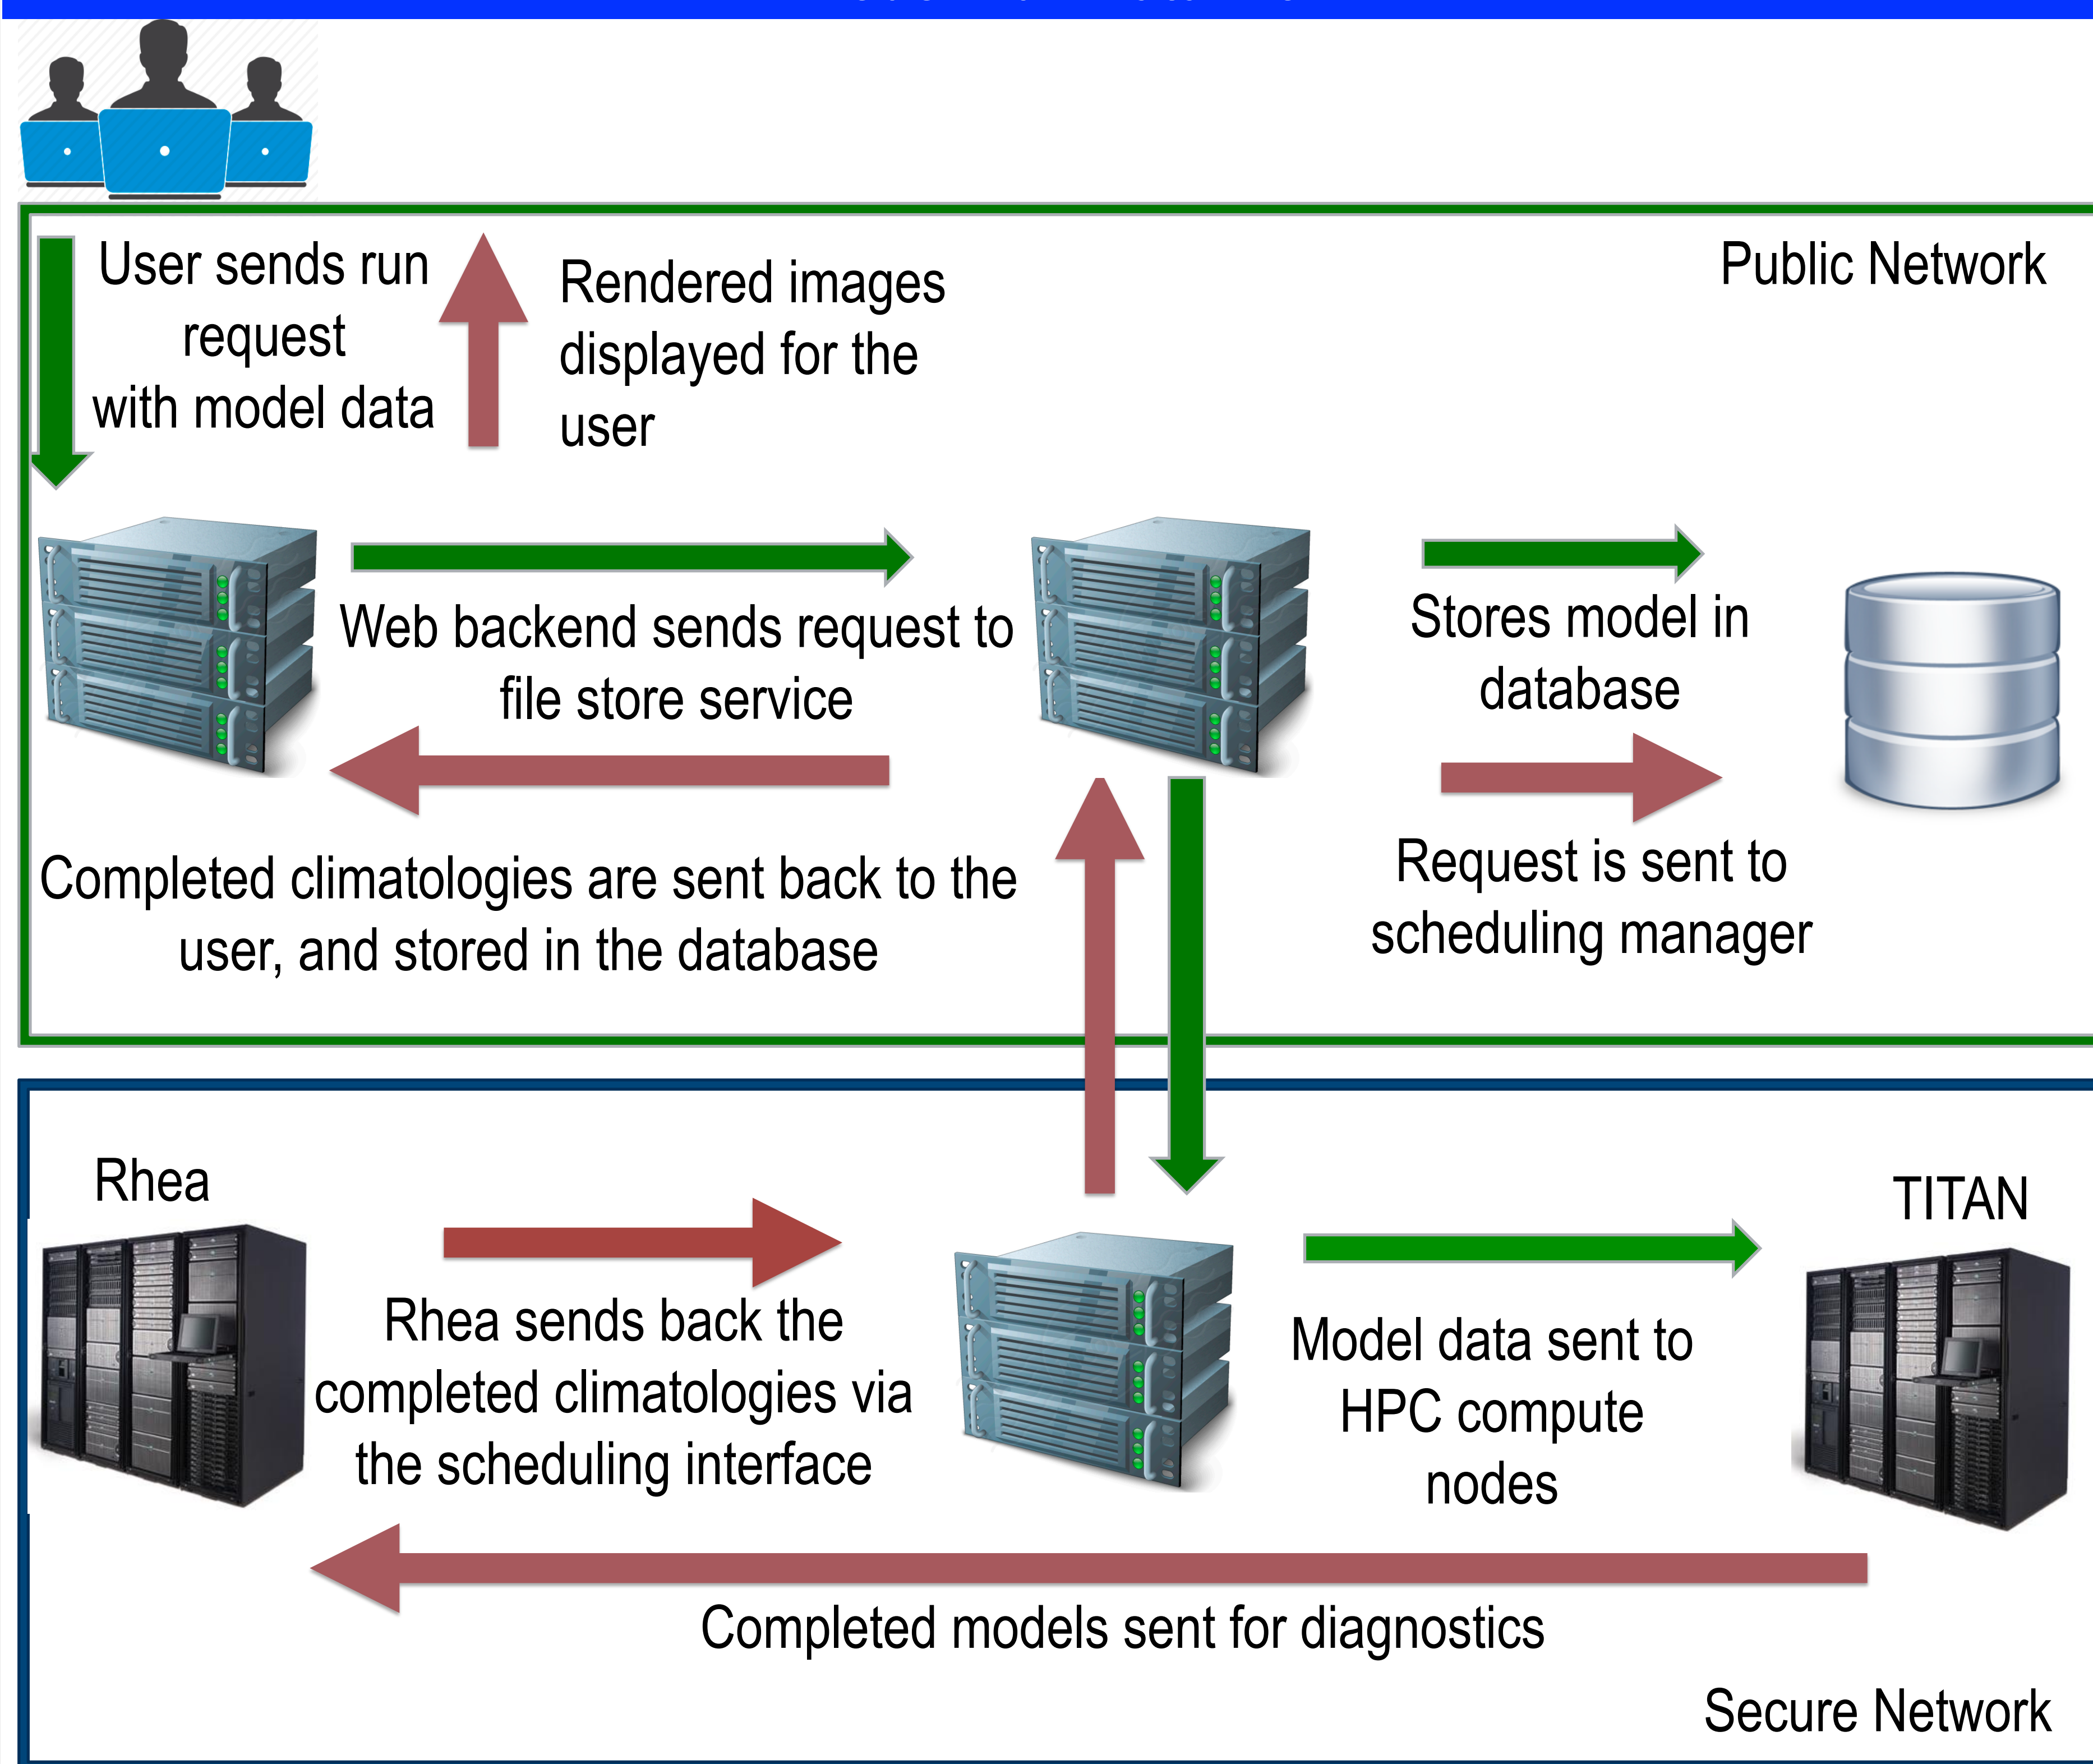 User sends run
request
with model data
Rendered images
displayed for the
user
Public Network
Web backend sends request to
file store service
Stores model in
database
Completed climatologies are sent back to the
user, and stored in the database
Request is sent to
scheduling manager
Rhea
TITAN
Rhea sends back the
completed climatologies via
the scheduling interface
Model data sent to
HPC compute
nodes
Completed models sent for diagnostics
Secure Network